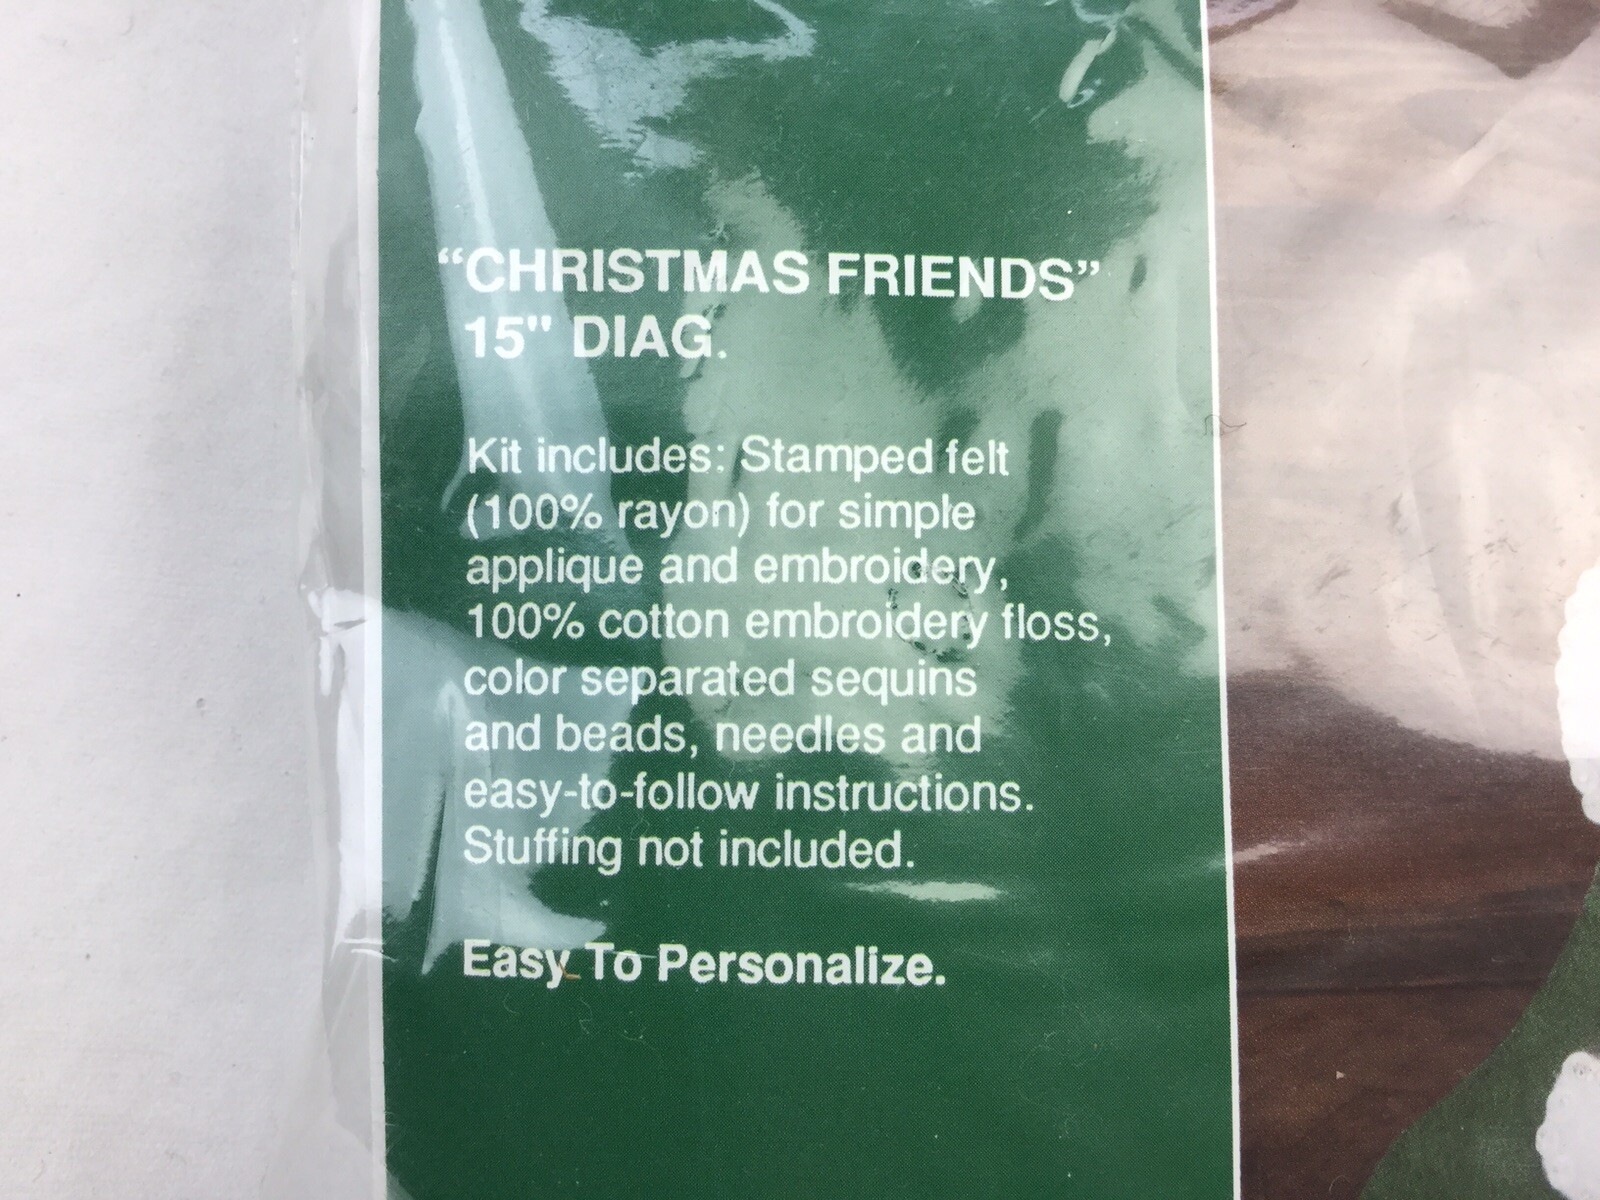 “CHRISTMAS FRIENDS”
15" DIAG.
Kit includes: Stamped felt
(100% rayon) for simple
applique and embroidery,
100% cotton embroidery floss,
color separated sequins
and beads, needles and
easy-to-follow instructions.
Stuffing not included.
Easy To Personalize.